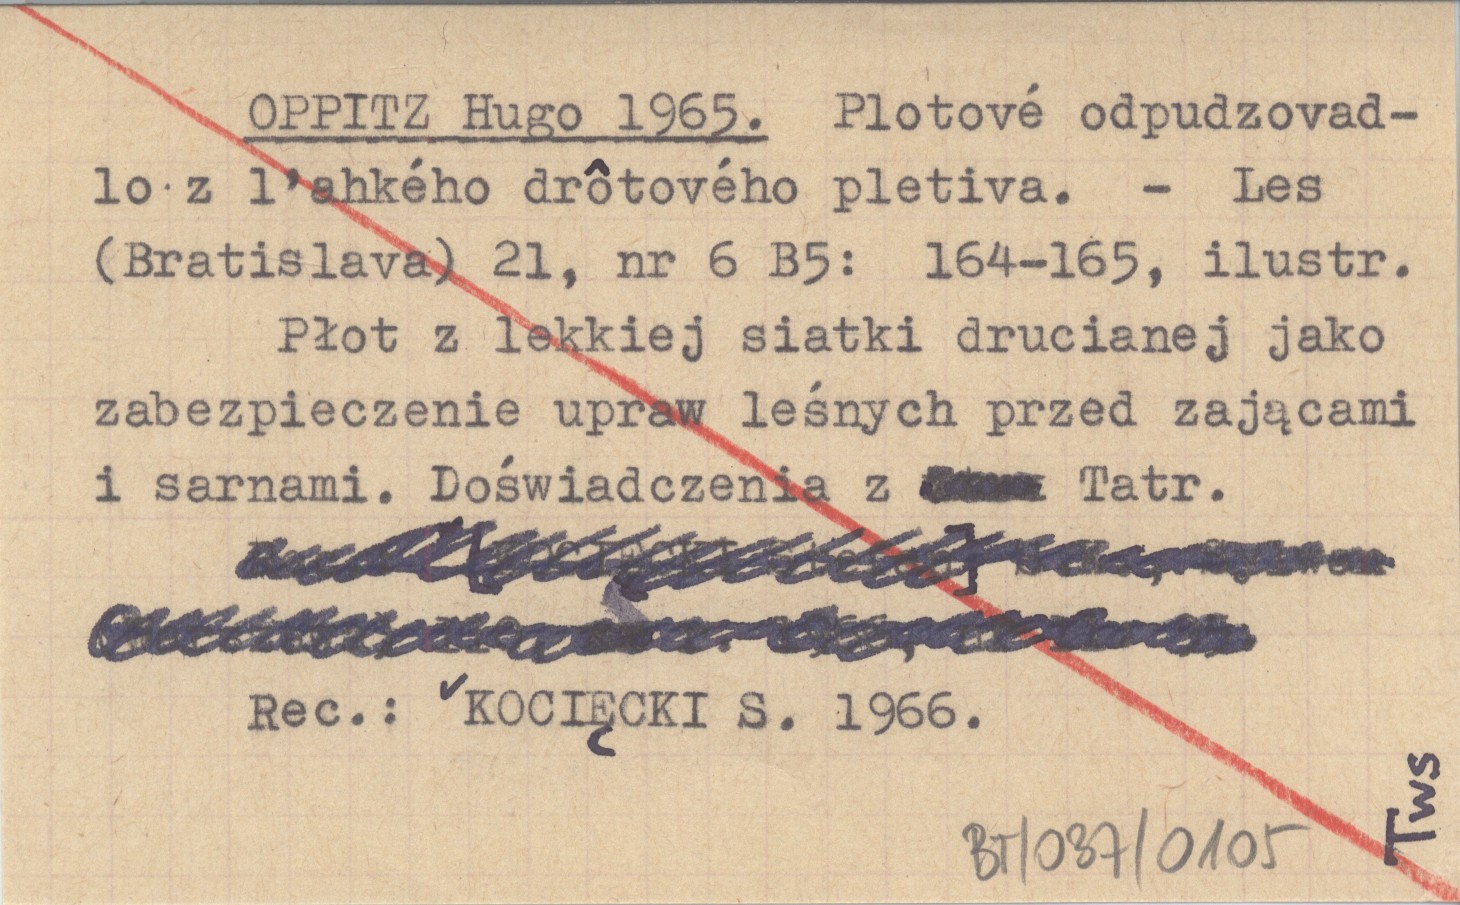 OPPITZ Hugo 1965. Plotové odpudzovad-
lo z l'ahkého drôtového pletiva. - Les
(Bratislava) 21, nr 6 B5: 164-165, ilustr.
Płot z lekkiej siatki drucianej jako
zabezpieczenie upraw leśnych przed zającami
i sarnami. Doświadczenia z Tatr.
Rec.: KOCIĘCKI S. 1966.
Tws
BT/037/0105